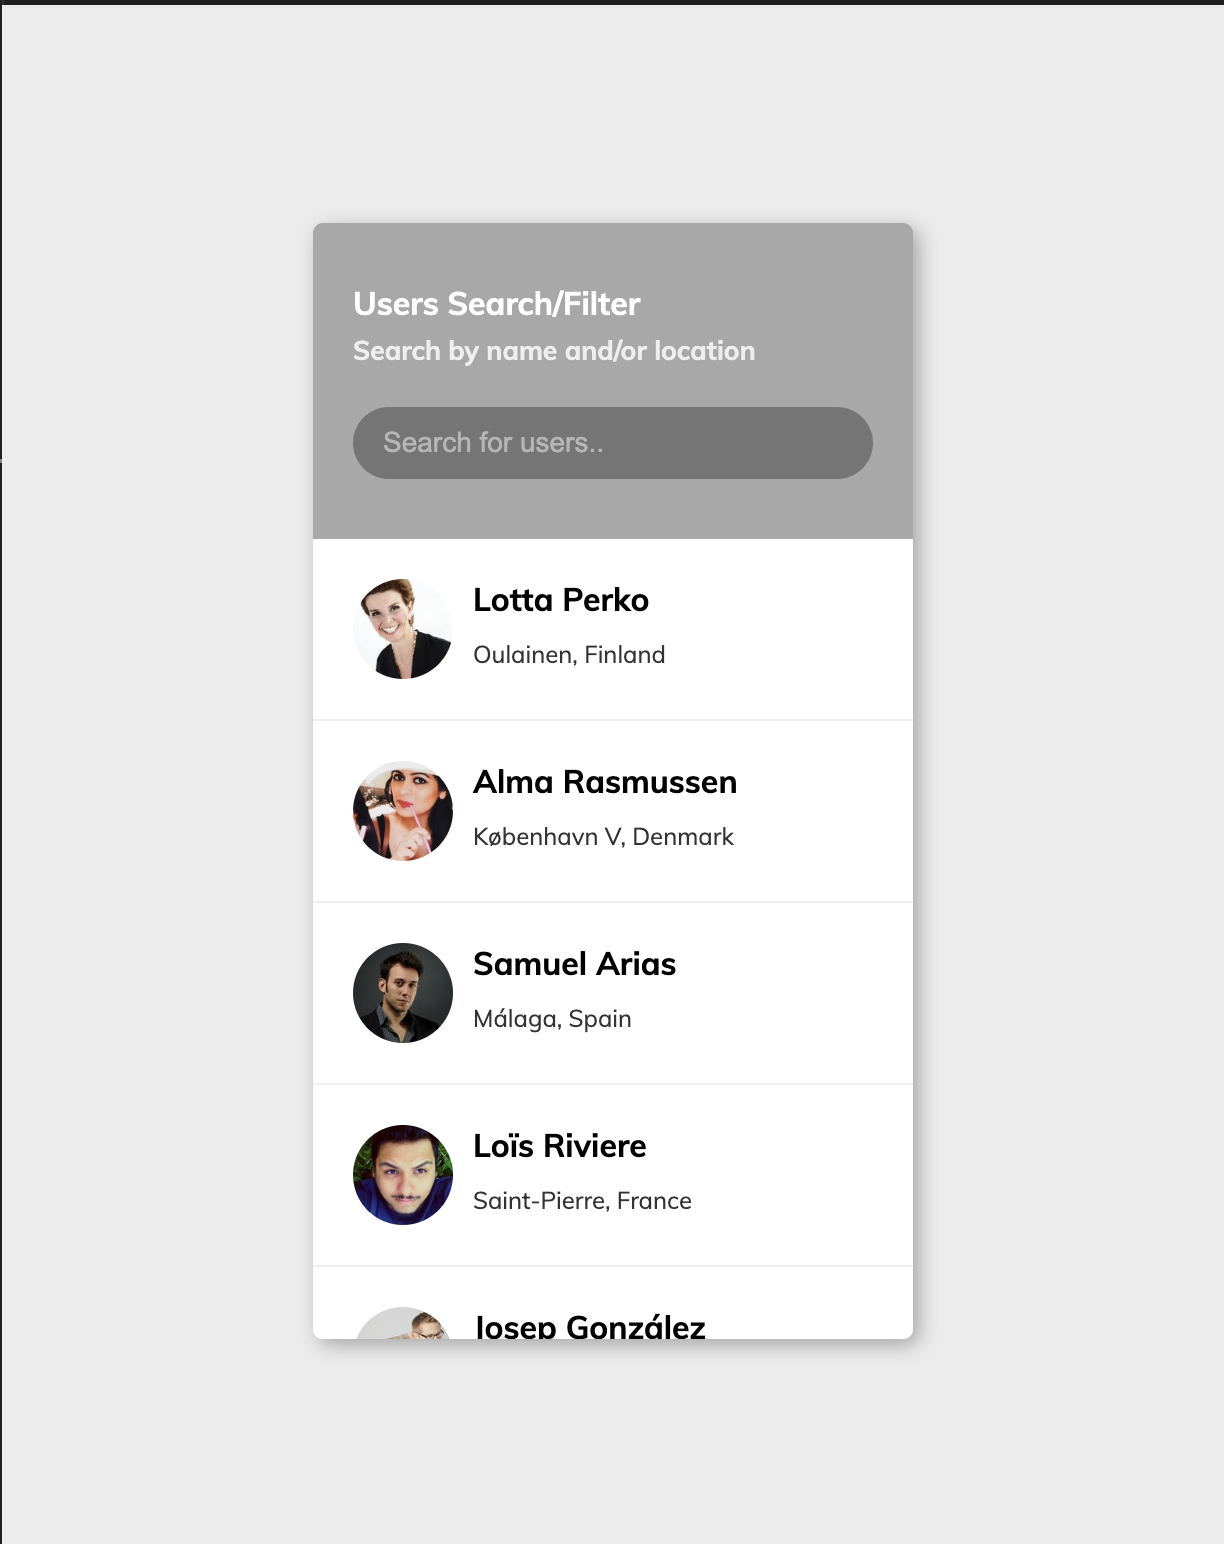 Users Search/Filter
Search by name and/or location
Search for users..
Lotta Perko
Oulainen, Finland
Alma Rasmussen
København V, Denmark
Samuel Arias
Málaga, Spain
Loïs Riviere
Saint-Pierre, France
Josep González